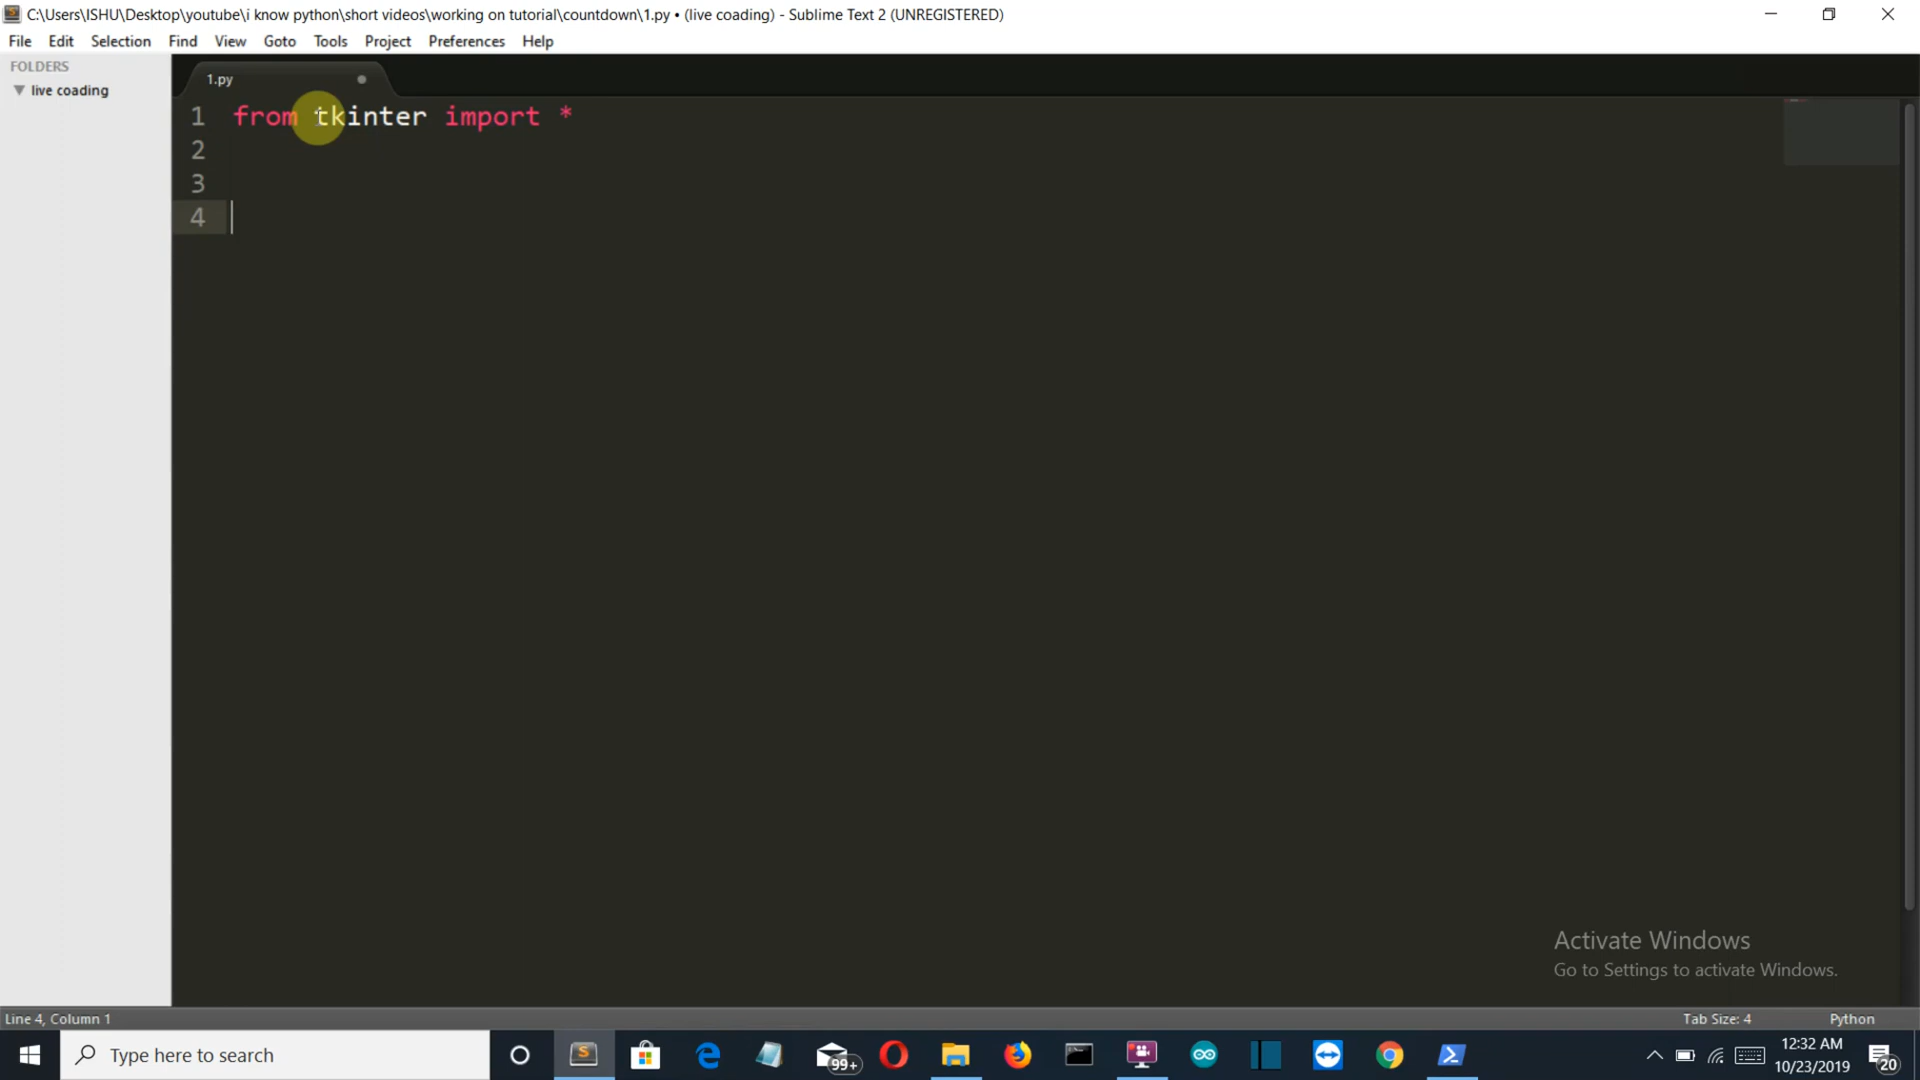 C:\Users\ISHU\Desktop\youtube\i know python\short videos\working on tutorial\countdown\1.py • (live coading) - Sublime Text 2 (UNREGISTERED)
File Edit Selection Find View Goto Tools Project Preferences Help
FOLDERS
live coading
1.py
1 from tkinter import *
2
3
4
Activate Windows
Go to Settings to activate Windows.
Line 4, Column 1
Tab Size: 4
Python
Type here to search
99+
12:32 AM
10/23/2019
20